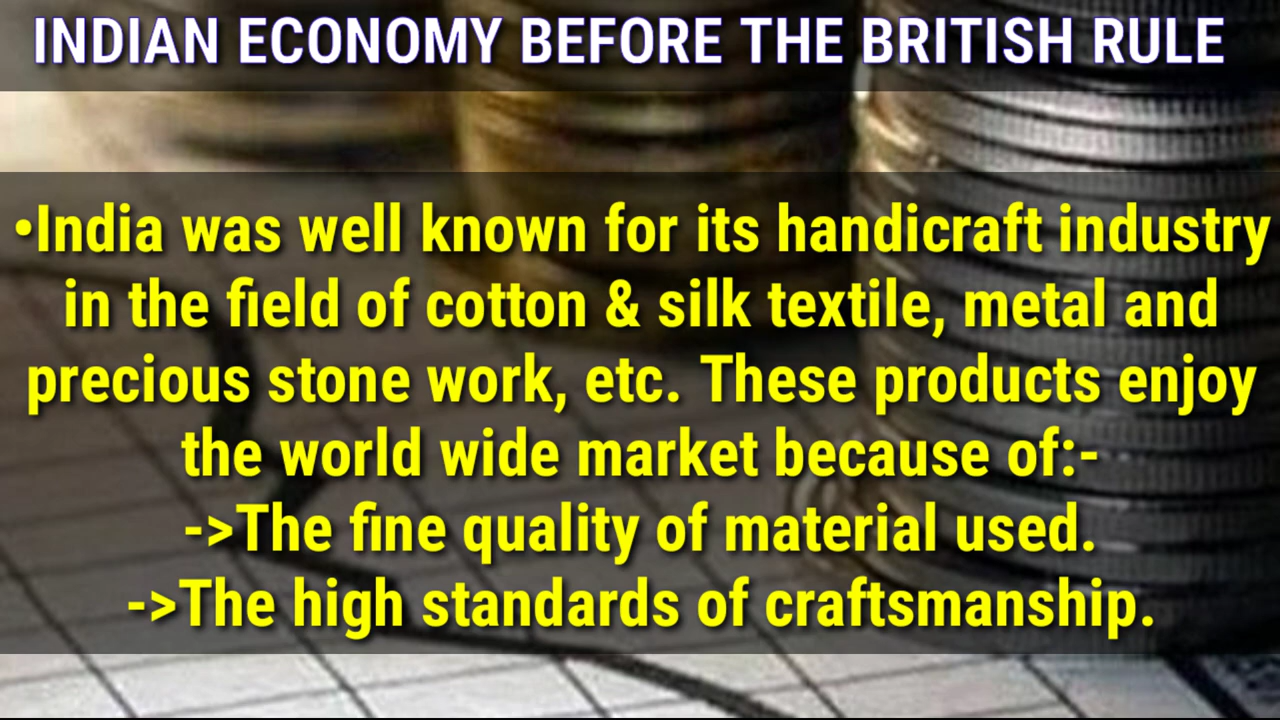 INDIAN ECONOMY BEFORE THE BRITISH RULE
•India was well known for its handicraft industry
in the field of cotton & silk textile, metal and
precious stone work, etc. These products enjoy
the world wide market because of:-
->The fine quality of material used.
->The high standards of craftsmanship.